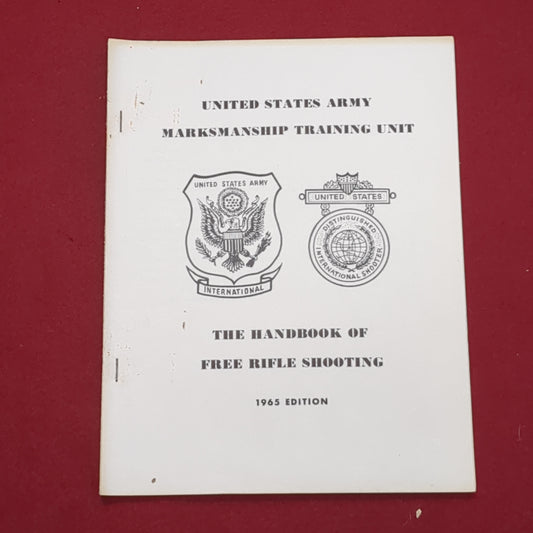 UNITED STATES ARMY
MARKSMANSHIP TRAINING UNIT
UNITED STATES ARMY
INTERNATIONAL
UNITED STATES
DISTINGUISHED
INTERNATIONAL SHOOTER
THE HANDBOOK OF
FREE RIFLE SHOOTING
1965 EDITION